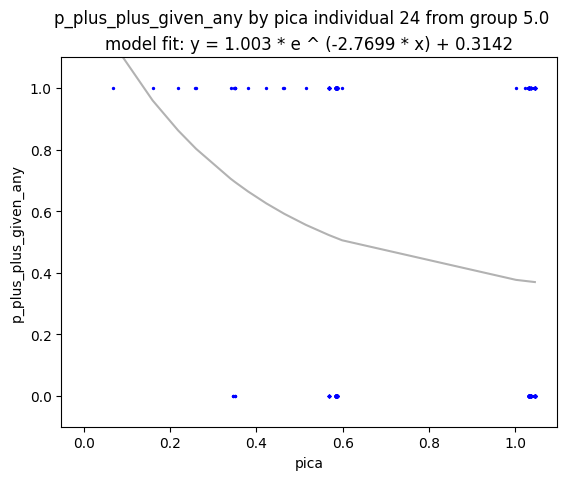 p_plus_plus_given_any by pica individual 24 from group 5.0
model fit: y = 1.003 * e ^ (-2.7699 * x) + 0.3142
p_plus_plus_given_any
1.0
0.8
0.6
0.4
0.2
0.0
0.0 0.2 0.4 0.6 0.8 1.0
pica